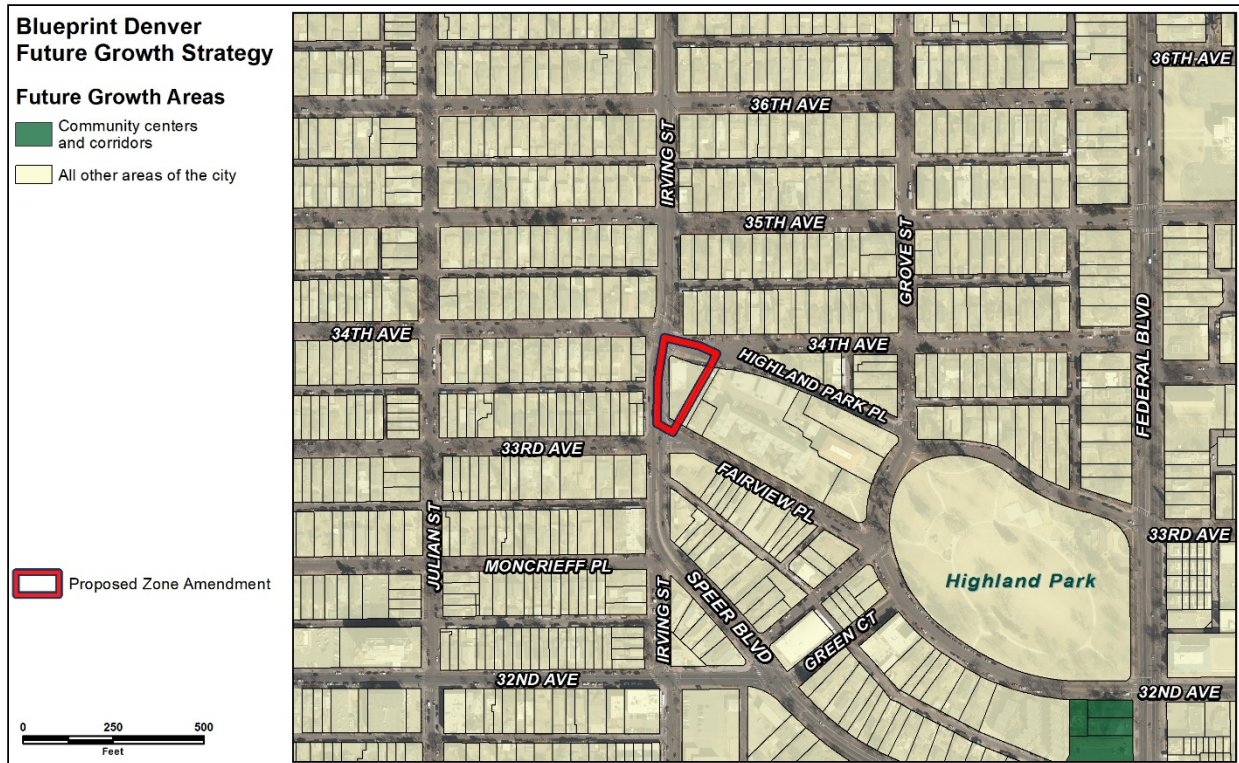 Blueprint Denver
Future Growth Strategy
Future Growth Areas
Community centers
and corridors
All other areas of the city
Proposed Zone Amendment
0 250 500
Feet
36TH AVE
36TH AVE
IRVING ST
35TH AVE
GROVE ST
FEDERAL BLVD
34TH AVE
34TH AVE
HIGHLAND PARK PL
33RD AVE
FAIRVIEW PL
33RD AVE
JULIAN ST
MONCRIEFF PL
Highland Park
IRVING ST
SPEER BLVD
GREEN CT
32ND AVE
32ND AVE